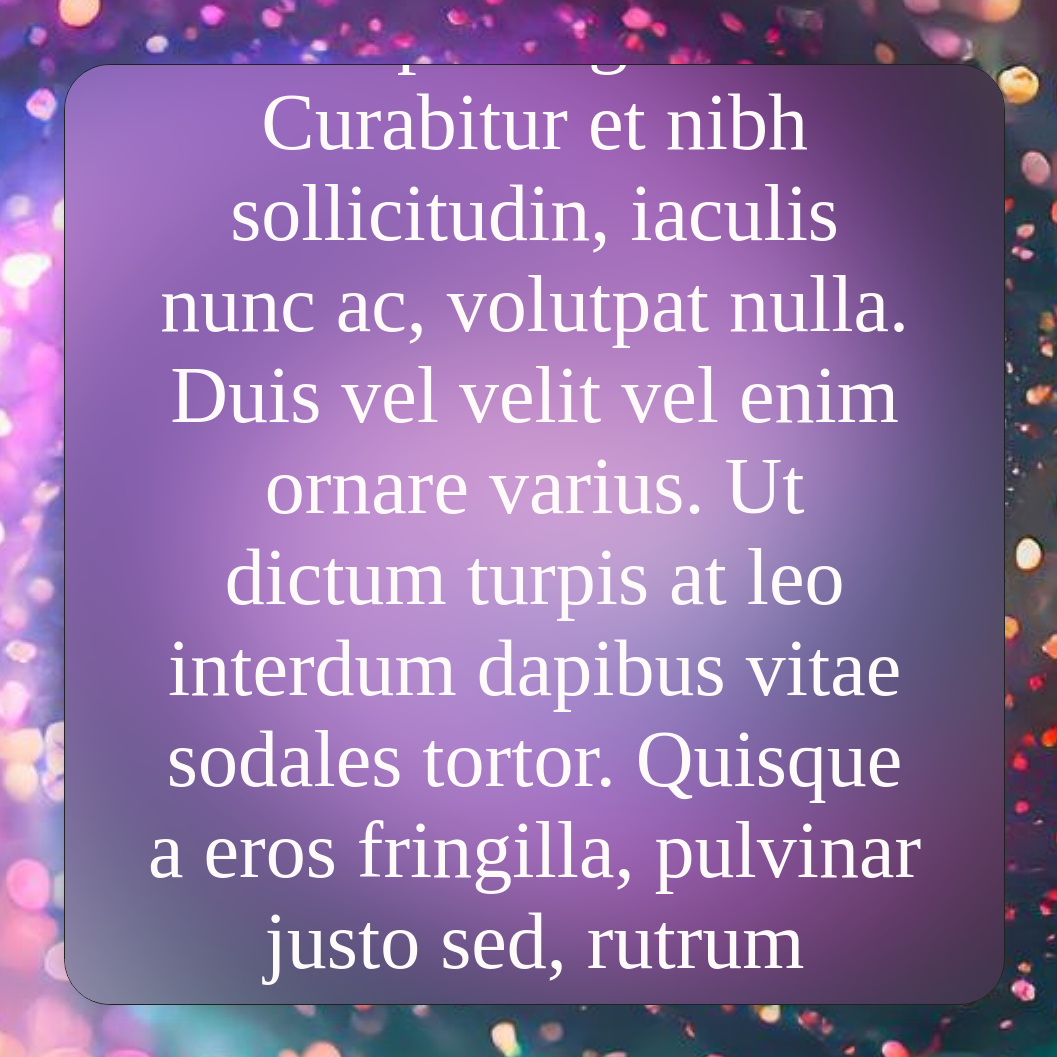 Curabitur et nibh
sollicitudin, iaculis
nunc ac, volutpat nulla.
Duis vel velit vel enim
ornare varius. Ut
dictum turpis at leo
interdum dapibus vitae
sodales tortor. Quisque
a eros fringilla, pulvinar
justo sed, rutrum